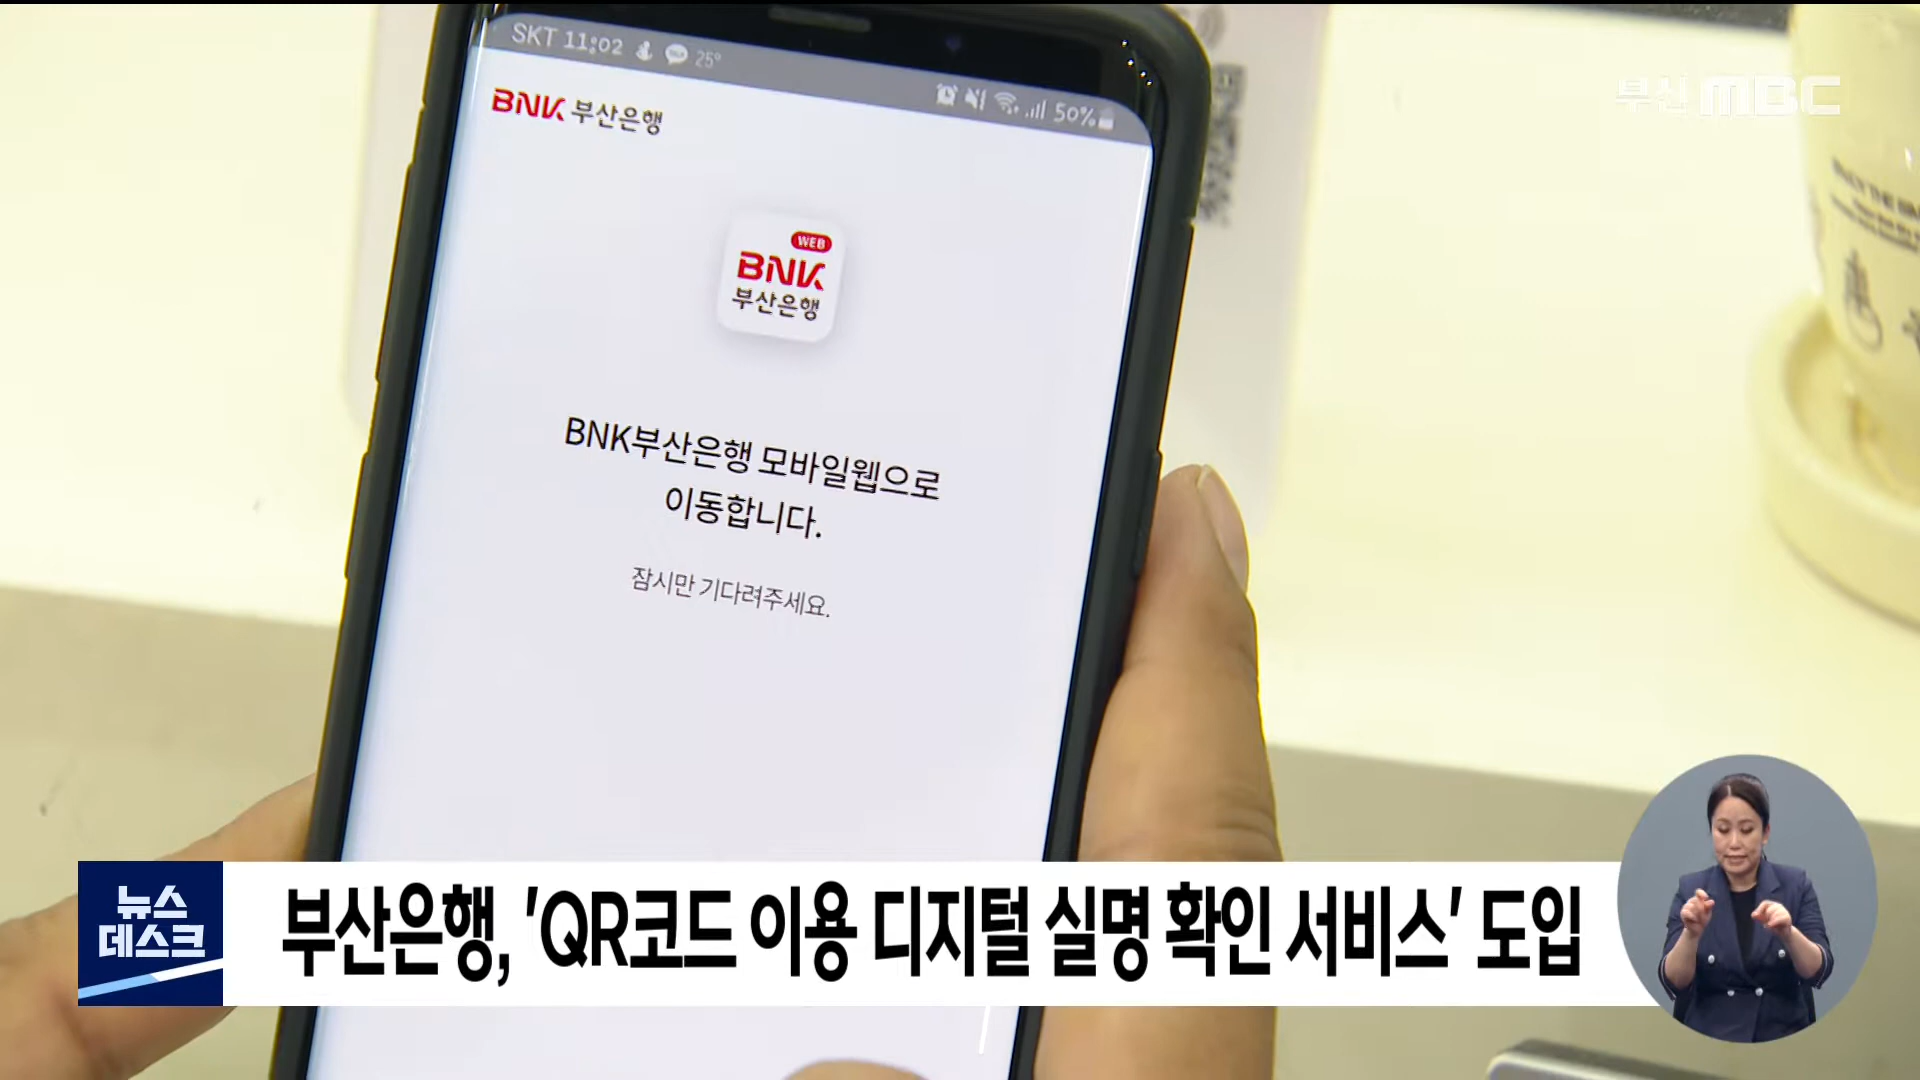 SKT 11:02 25°
50%
BNK 부산은행
부산 MBC
WEB
BNK
부산은행
BNK부산은행 모바일웹으로
이동합니다.
잠시만 기다려주세요.
뉴스
데스크
부산은행, 'QR코드 이용 디지털 실명 확인 서비스' 도입